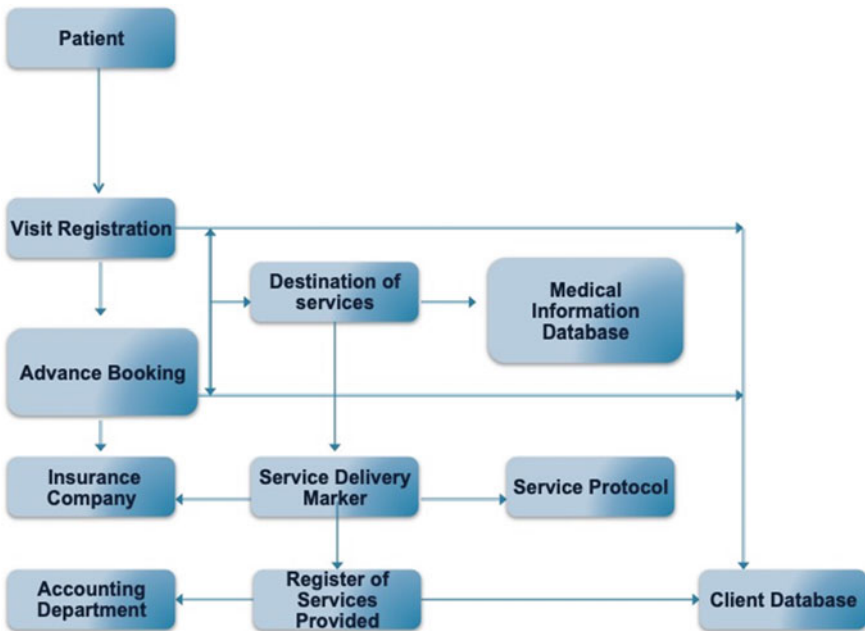 Patient
Visit Registration
Destination of
services
Medical
Information
Database
Advance Booking
Insurance
Company
Service Delivery
Marker
Service Protocol
Accounting
Department
Register of
Services
Provided
Client Database